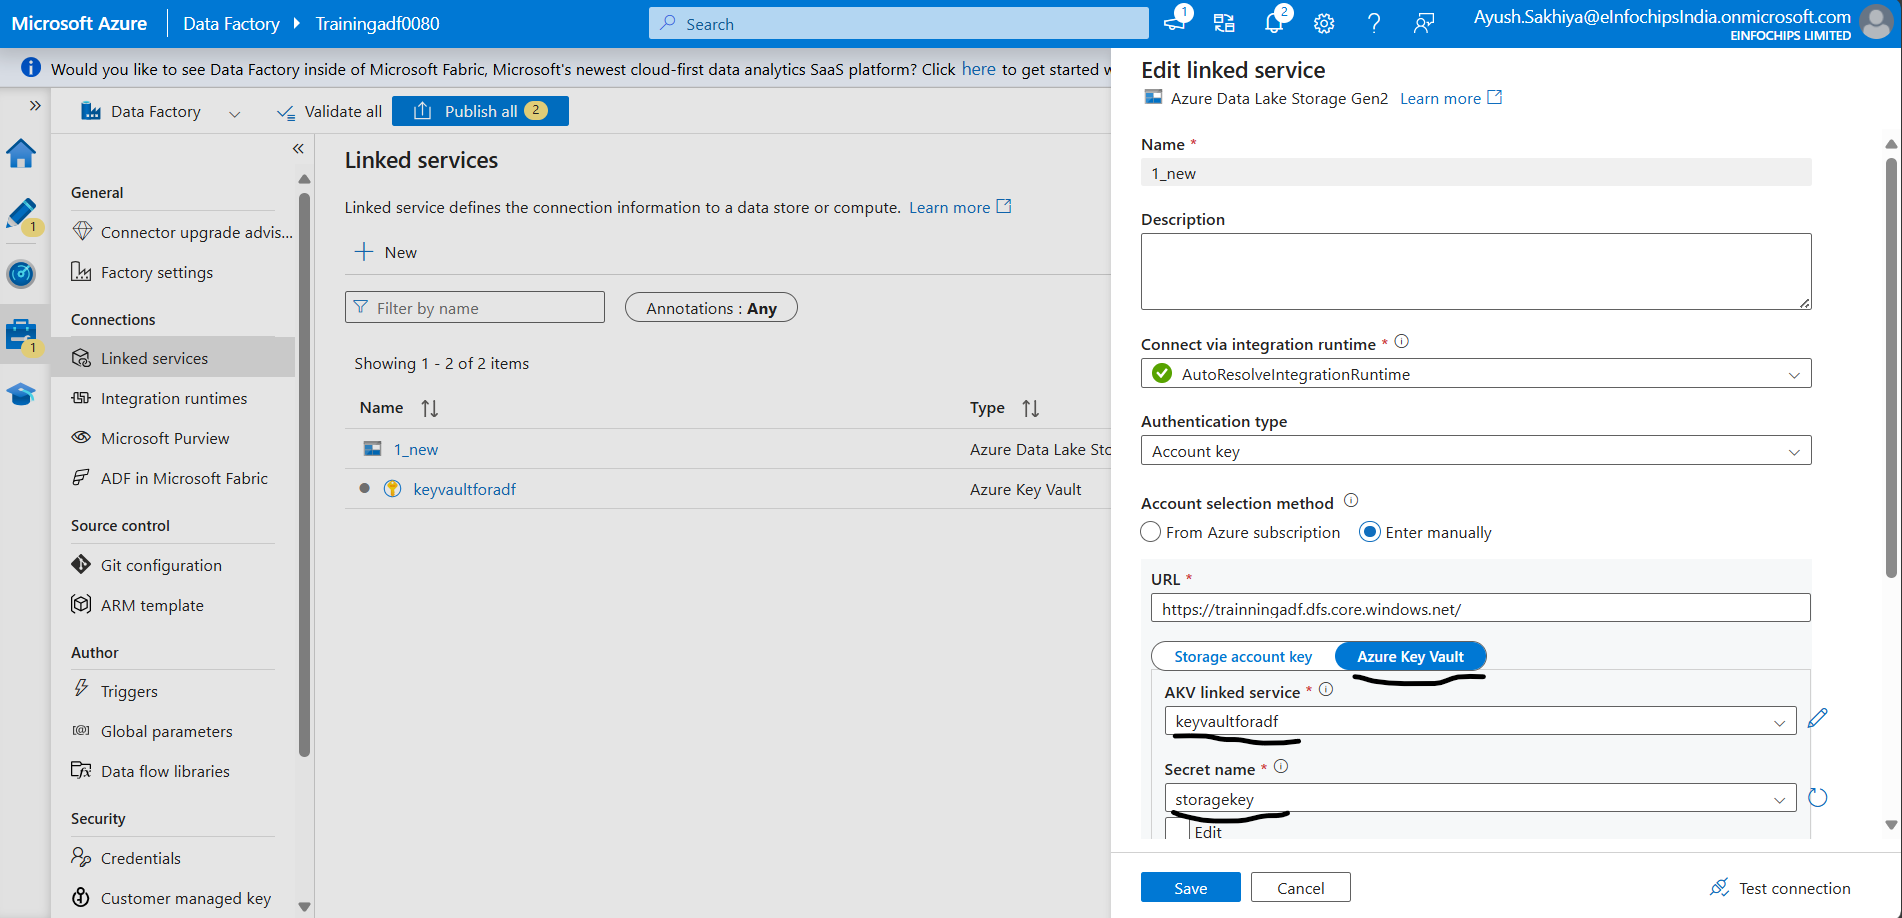 Microsoft Azure
Data Factory
Trainingadf0080
Search
1
2
Ayush.Sakhiya@eInfochipsIndia.onmicrosoft.com
EINFOCHIPS LIMITED
Would you like to see Data Factory inside of Microsoft Fabric, Microsoft's newest cloud-first data analytics SaaS platform? Click here to get started w
Data Factory
Validate all
Publish all 2
1
1
General
Connector upgrade advis...
Factory settings
Connections
Linked services
Integration runtimes
Microsoft Purview
ADF in Microsoft Fabric
Source control
Git configuration
ARM template
Author
Triggers
Global parameters
Data flow libraries
Security
Credentials
Customer managed key
Linked services
Linked service defines the connection information to a data store or compute. Learn more
New
Filter by name
Annotations : Any
Showing 1 - 2 of 2 items
Name Type
1_new Azure Data Lake Sto
keyvaultforadf Azure Key Vault
Edit linked service
Azure Data Lake Storage Gen2 Learn more
Name *
1_new
Description
Connect via integration runtime *
AutoResolveIntegrationRuntime
Authentication type
Account key
Account selection method
From Azure subscription Enter manually
URL *
https://trainningadf.dfs.core.windows.net/
Storage account key Azure Key Vault
AKV linked service *
keyvaultforadf
Secret name *
storagekey
Edit
Save Cancel Test connection